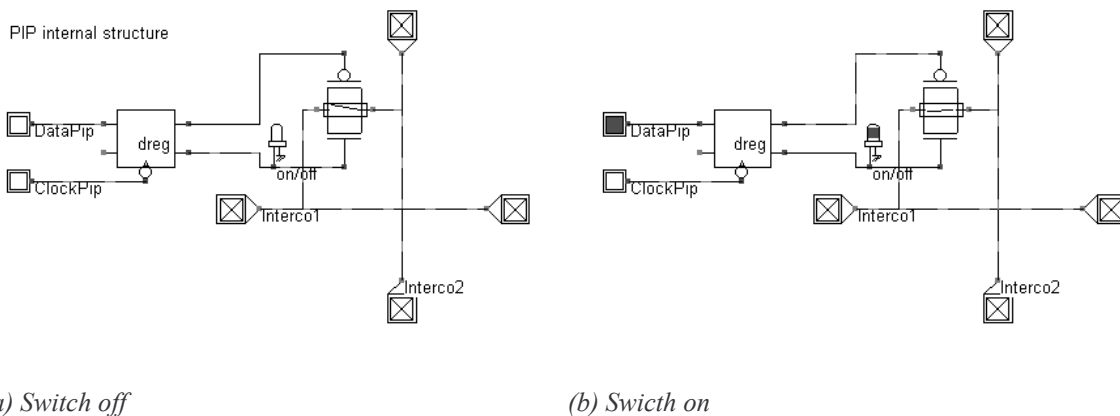 PIP internal structure
DataPip
dreg
on/off
ClockPip
Interco1
Interco2
DataPip
dreg
on/off
ClockPip
Interco1
Interco2
) Switch off
(b) Swicth on